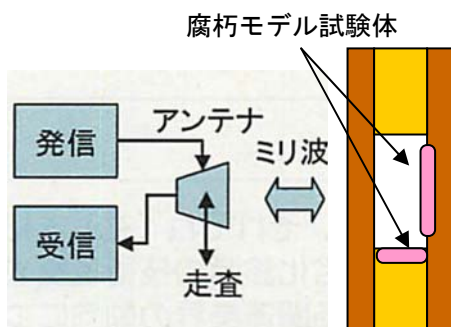 腐朽モデル試験体
アンテナ
発信
ミリ波
受信
走査